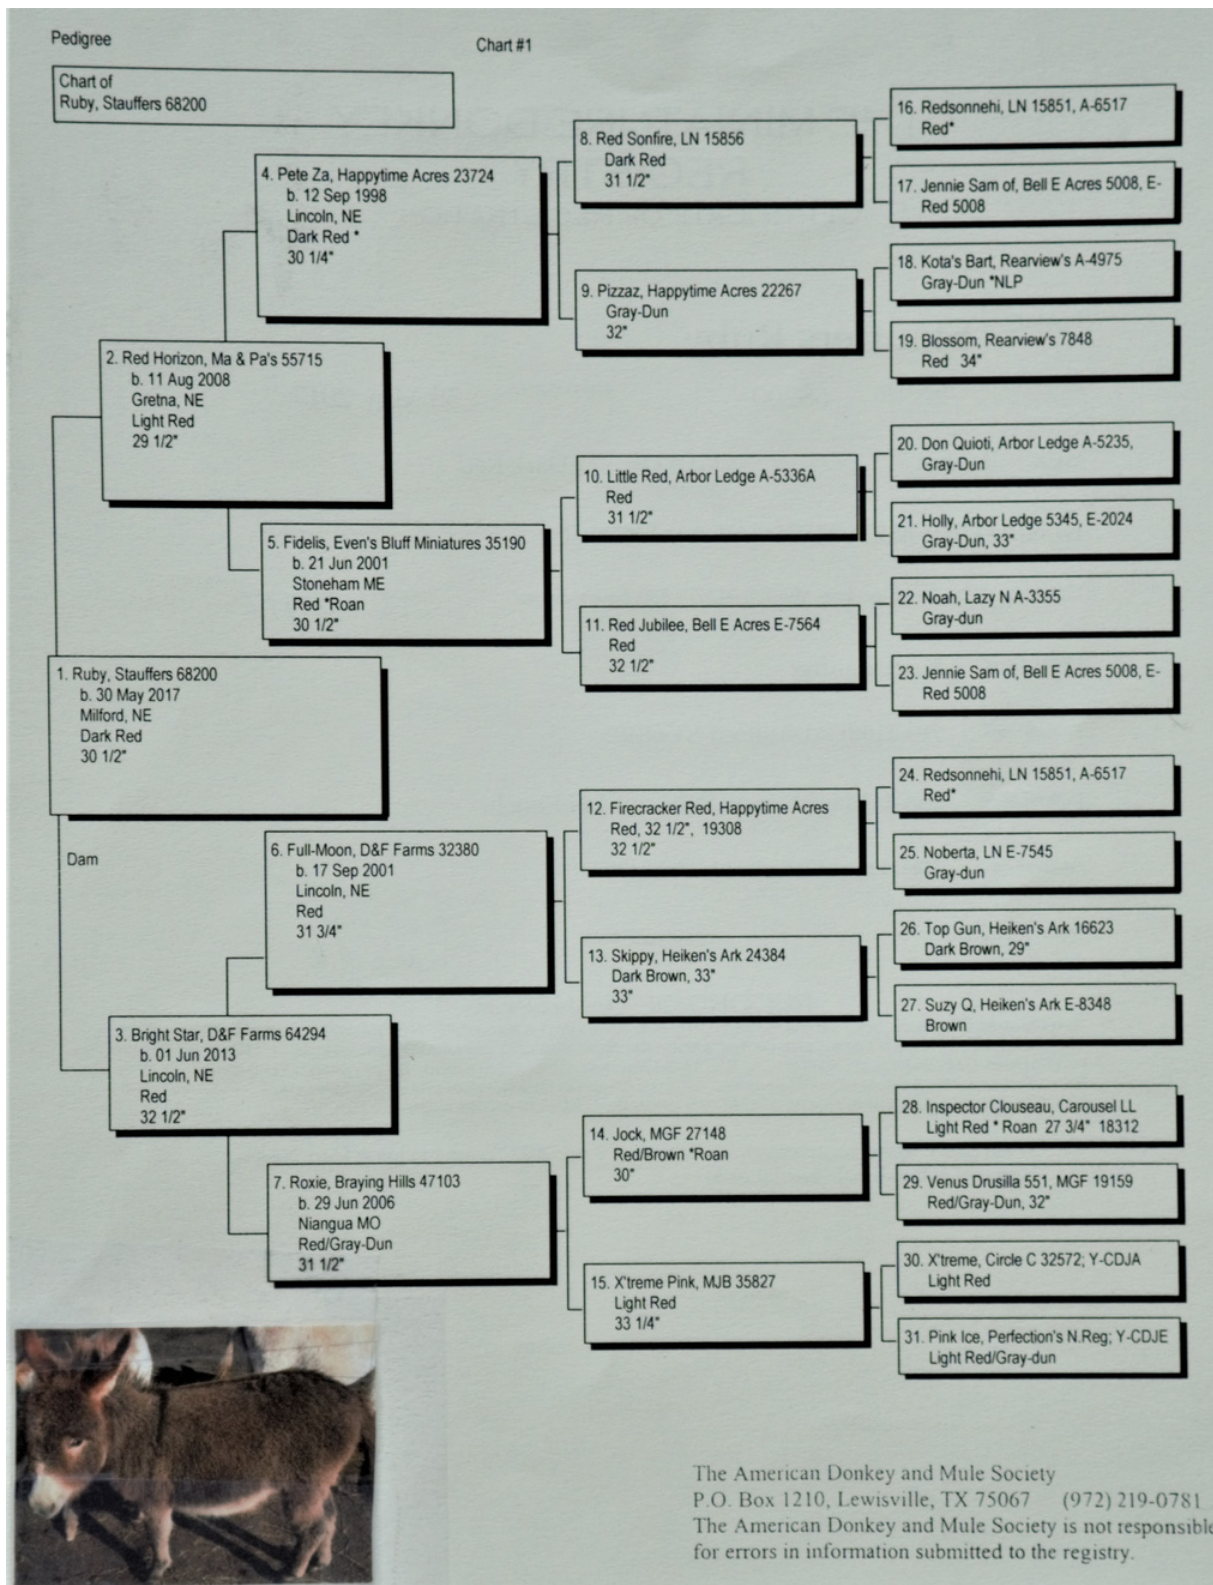 Pedigree
Chart #1
Chart of
Ruby, Stauffers 68200
16. Redsonnehi, LN 15851, A-6517
Red*
8. Red Sonfire, LN 15856
Dark Red
31 1/2"
17. Jennie Sam of, Bell E Acres 5008, E-
Red 5008
4. Pete Za, Happytime Acres 23724
b. 12 Sep 1998
Lincoln, NE
Dark Red *
30 1/4"
18. Kota's Bart, Rearview's A-4975
Gray-Dun *NLP
9. Pizzaz, Happytime Acres 22267
Gray-Dun
32"
19. Blossom, Rearview's 7848
Red 34"
2. Red Horizon, Ma & Pa's 55715
b. 11 Aug 2008
Gretna, NE
Light Red
29 1/2"
20. Don Quioti, Arbor Ledge A-5235,
Gray-Dun
10. Little Red, Arbor Ledge A-5336A
Red
31 1/2"
21. Holly, Arbor Ledge 5345, E-2024
Gray-Dun, 33"
5. Fidelis, Even's Bluff Miniatures 35190
b. 21 Jun 2001
Stoneham ME
Red *Roan
30 1/2"
22. Noah, Lazy N A-3355
Gray-dun
11. Red Jubilee, Bell E Acres E-7564
Red
32 1/2"
23. Jennie Sam of, Bell E Acres 5008, E-
Red 5008
1. Ruby, Stauffers 68200
b. 30 May 2017
Milford, NE
Dark Red
30 1/2"
24. Redsonnehi, LN 15851, A-6517
Red*
12. Firecracker Red, Happytime Acres
Red, 32 1/2", 19308
32 1/2"
25. Noberta, LN E-7545
Gray-dun
Dam
6. Full-Moon, D&F Farms 32380
b. 17 Sep 2001
Lincoln, NE
Red
31 3/4"
26. Top Gun, Heiken's Ark 16623
Dark Brown, 29"
13. Skippy, Heiken's Ark 24384
Dark Brown, 33"
33"
27. Suzy Q, Heiken's Ark E-8348
Brown
3. Bright Star, D&F Farms 64294
b. 01 Jun 2013
Lincoln, NE
Red
32 1/2"
28. Inspector Clouseau, Carousel LL
Light Red * Roan 27 3/4" 18312
14. Jock, MGF 27148
Red/Brown *Roan
30"
29. Venus Drusilla 551, MGF 19159
Red/Gray-Dun, 32"
7. Roxie, Braying Hills 47103
b. 29 Jun 2006
Niangua MO
Red/Gray-Dun
31 1/2"
30. X'treme, Circle C 32572; Y-CDJA
Light Red
15. X'treme Pink, MJB 35827
Light Red
33 1/4"
31. Pink Ice, Perfection's N.Reg; Y-CDJE
Light Red/Gray-dun
The American Donkey and Mule Society
P.O. Box 1210, Lewisville, TX 75067 (972) 219-0781
The American Donkey and Mule Society is not responsible
for errors in information submitted to the registry.